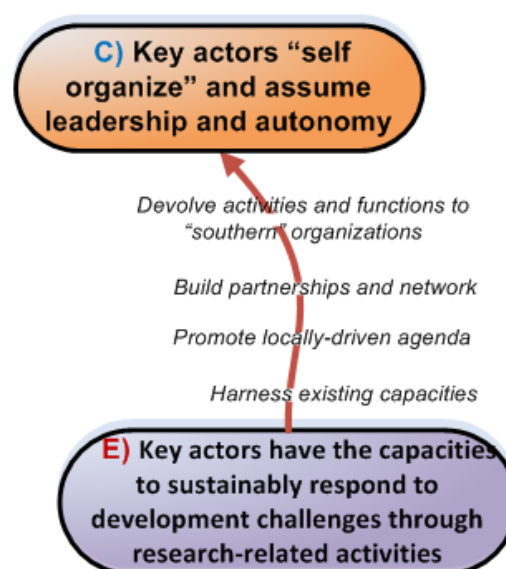 C) Key actors “self
organize” and assume
leadership and autonomy
Devolve activities and functions to
“southern” organizations
Build partnerships and network
Promote locally-driven agenda
Harness existing capacities
E) Key actors have the capacities
to sustainably respond to
development challenges through
research-related activities